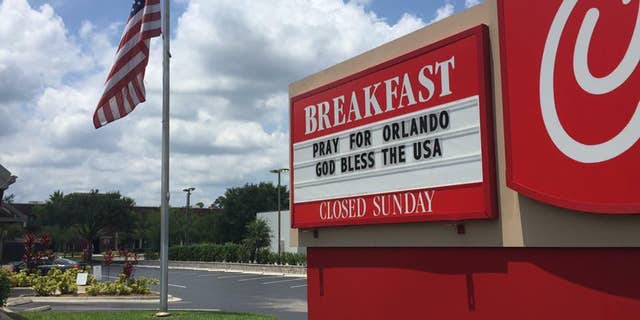 BREAKFAST
PRAY FOR ORLANDO
GOD BLESS THE USA
CLOSED SUNDAY